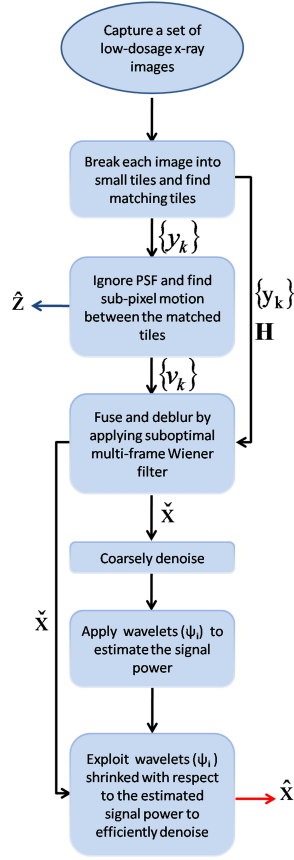 Capture a set of
low-dosage x-ray
images
Break each image into
small tiles and find
matching tiles
{y_k}
Ignore PSF and find
sub-pixel motion
between the matched
tiles
ẑ
{y_k}
H
{v_k}
Fuse and deblur by
applying suboptimal
multi-frame Wiener
filter
x̌
Coarsely denoise
x̌
Apply wavelets (ψᵢ) to
estimate the signal
power
Exploit wavelets (ψᵢ)
shrinked with respect
to the estimated
signal power to
efficiently denoise
x̂